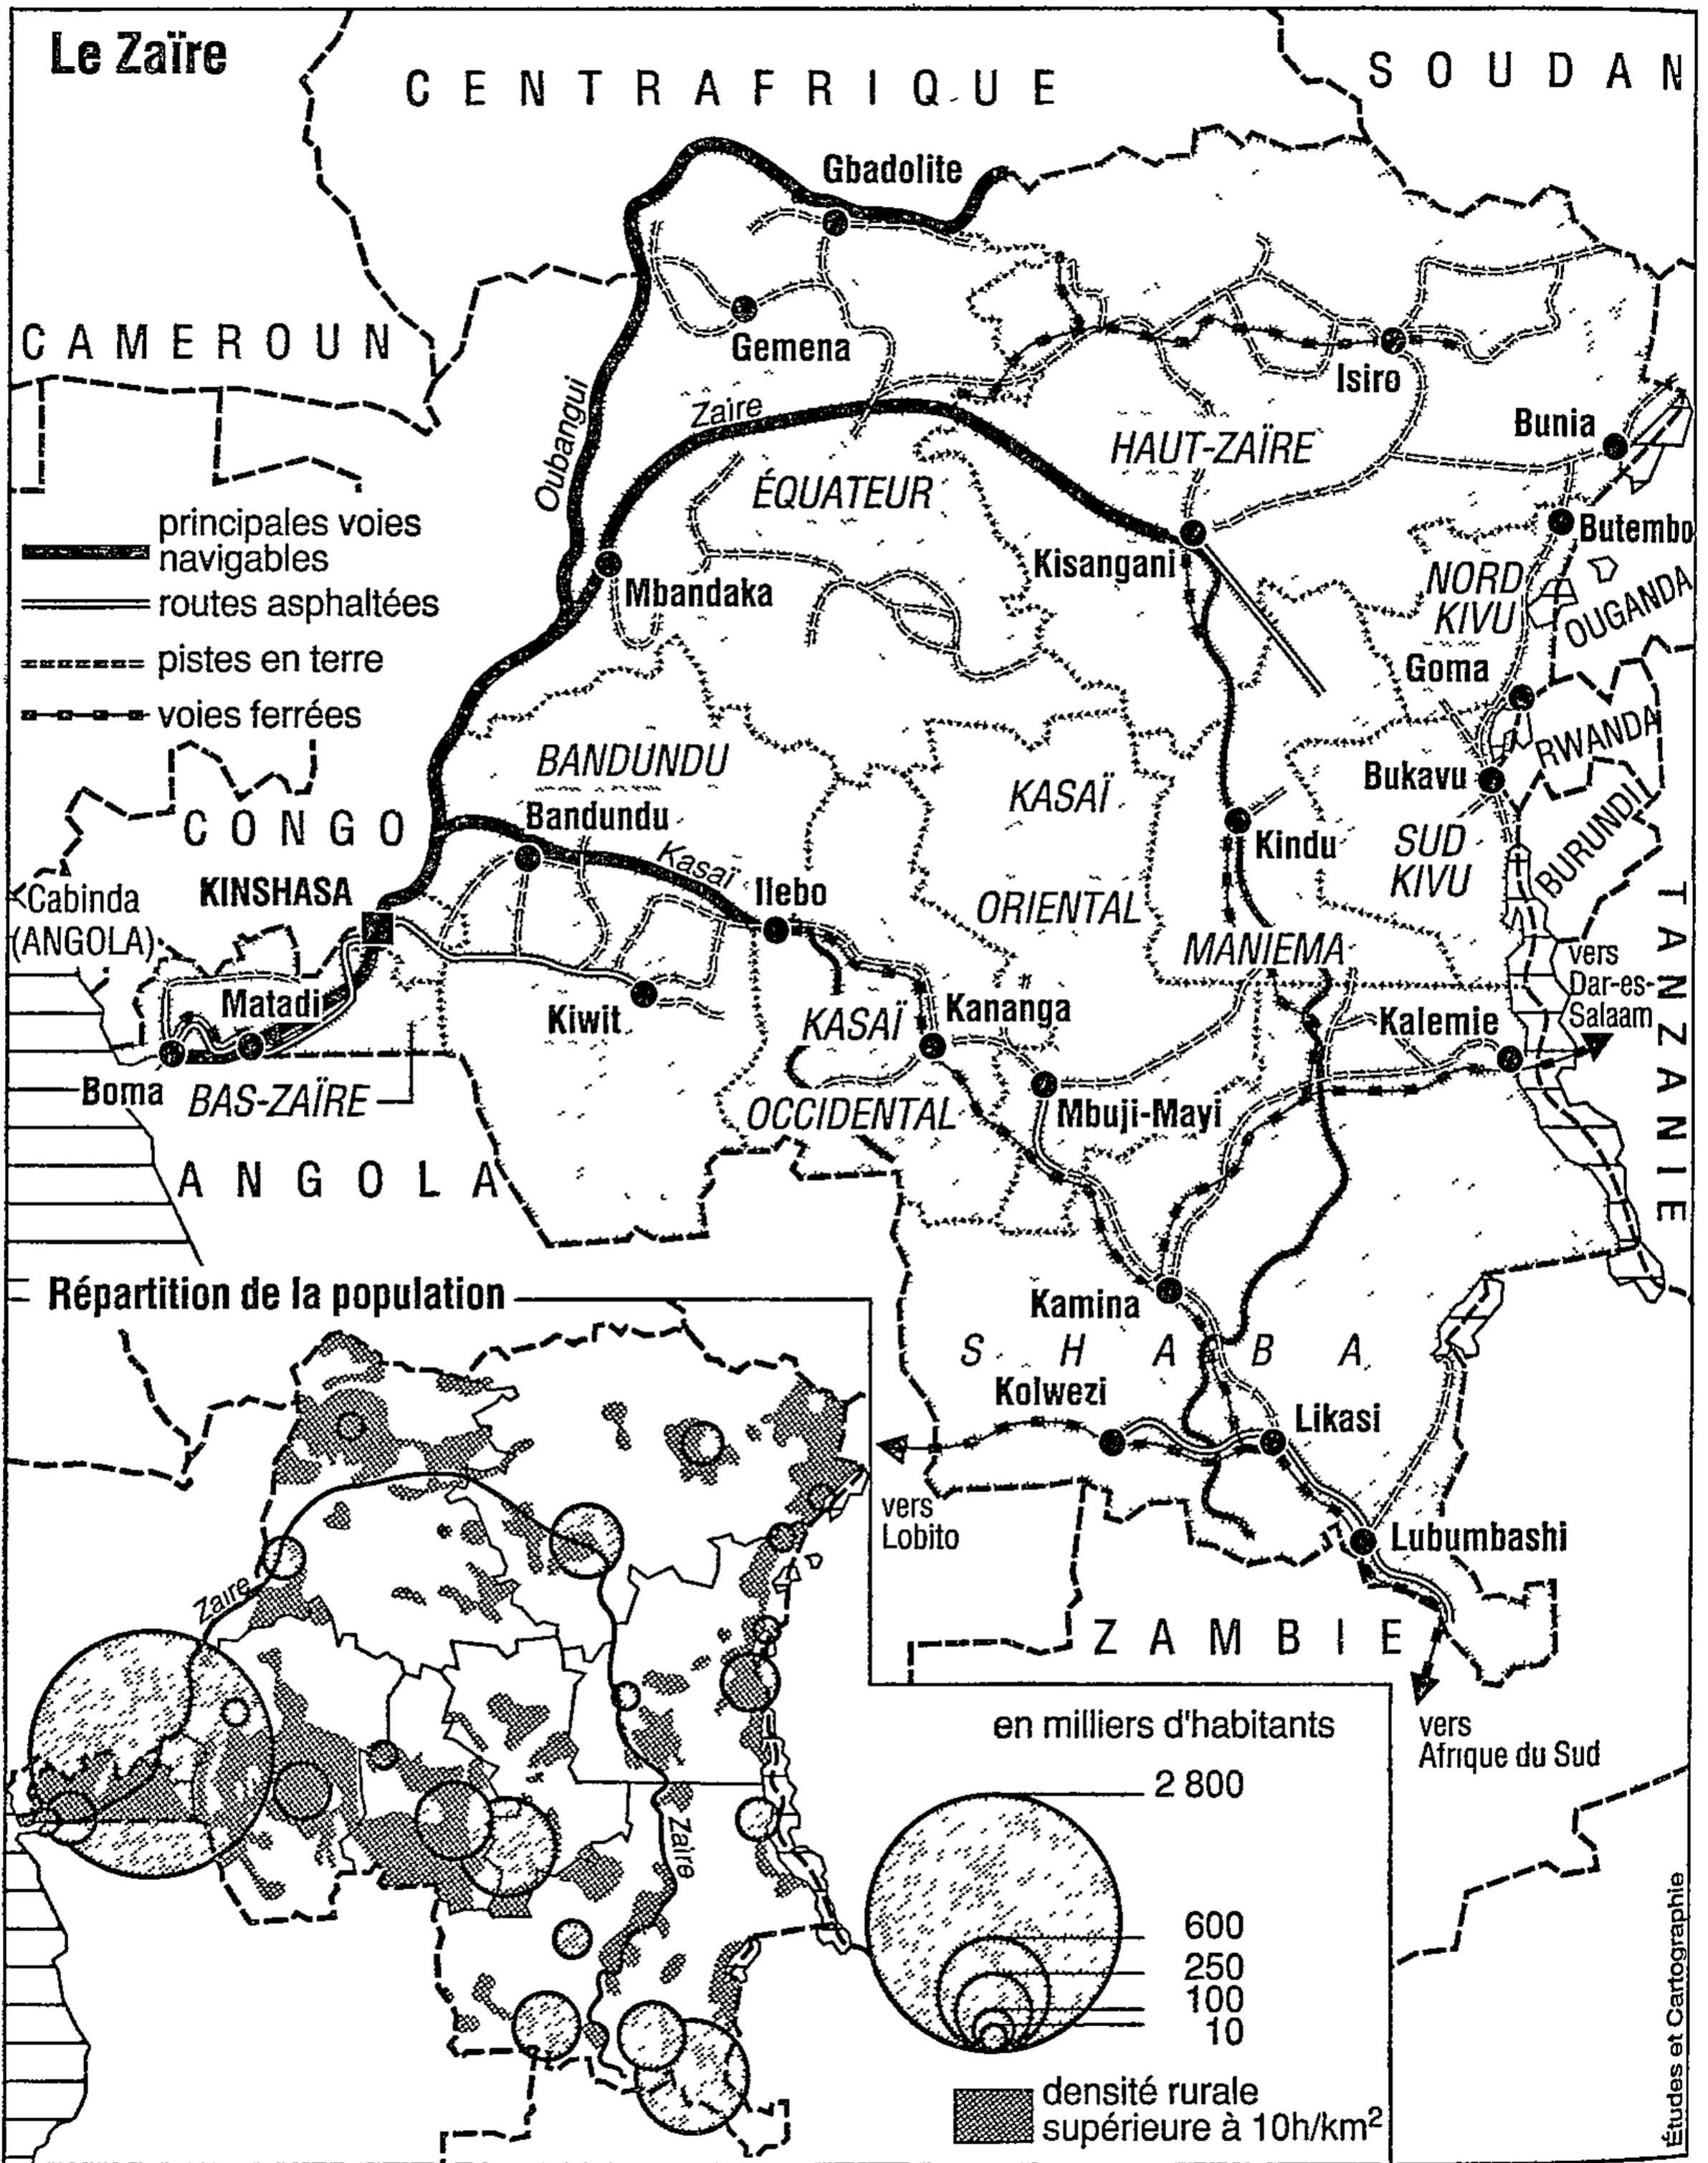 Le Zaïre
CENTRAFRIQUE
SOUDAN
Gbadolite
CAMEROUN
Gemena
Isiro
Oubangui
Zaïre
HAUT-ZAÏRE
Bunia
ÉQUATEUR
principales voies
navigables
routes asphaltées
pistes en terre
voies ferrées
Butembo
Kisangani
Mbandaka
NORD
KIVU
OUGANDA
Goma
RWANDA
BANDUNDU
KASAÏ
Bukavu
CONGO
Bandundu
Kasaï
Kindu
SUD
KIVU
BURUNDI
Cabinda
(ANGOLA)
KINSHASA
Ilebo
ORIENTAL
MANIEMA
TANZANIE
vers
Dar-es-
Salaam
Matadi
Kiwit
KASAÏ
Kananga
Kalemie
Boma
BAS-ZAÏRE
OCCIDENTAL
Mbuji-Mayi
ANGOLA
Répartition de la population
Kamina
SHABA
Kolwezi
Likasi
vers
Lobito
Lubumbashi
Zaïre
ZAMBIE
vers
Afrique du Sud
en milliers d'habitants
2 800
600
250
100
10
Zaïre
densité rurale
supérieure à 10h/km²
Études et Cartographie